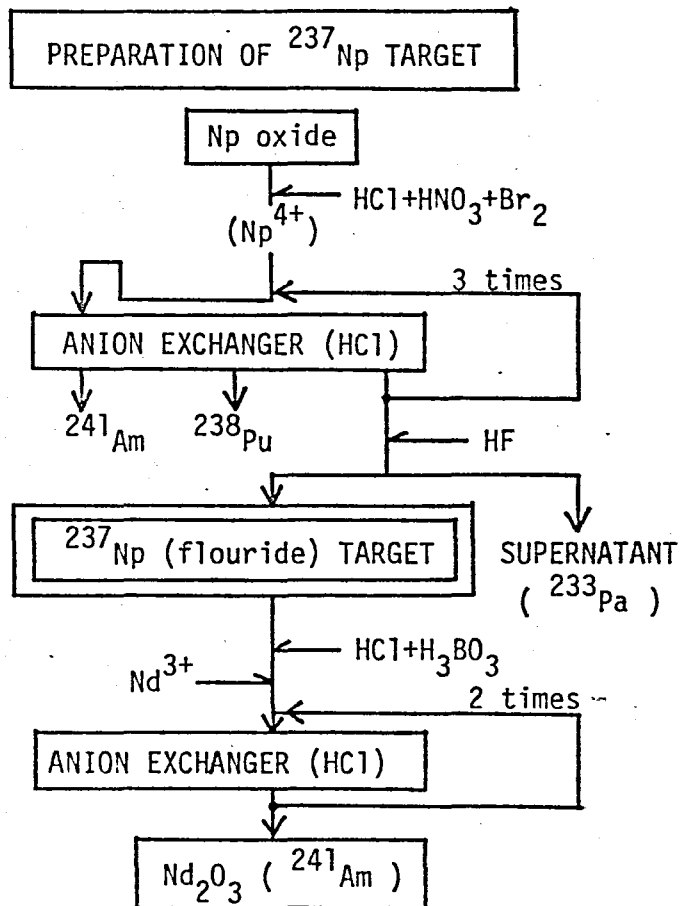 PREPARATION OF ²³⁷Np TARGET
Np oxide
HCl+HNO₃+Br₂
(Np⁴⁺)
3 times
ANION EXCHANGER (HCl)
²⁴¹Am ²³⁸Pu
HF
²³⁷Np (flouride) TARGET
SUPERNATANT
( ²³³Pa )
HCl+H₃BO₃
Nd³⁺
2 times
ANION EXCHANGER (HCl)
Nd₂O₃ ( ²⁴¹Am )